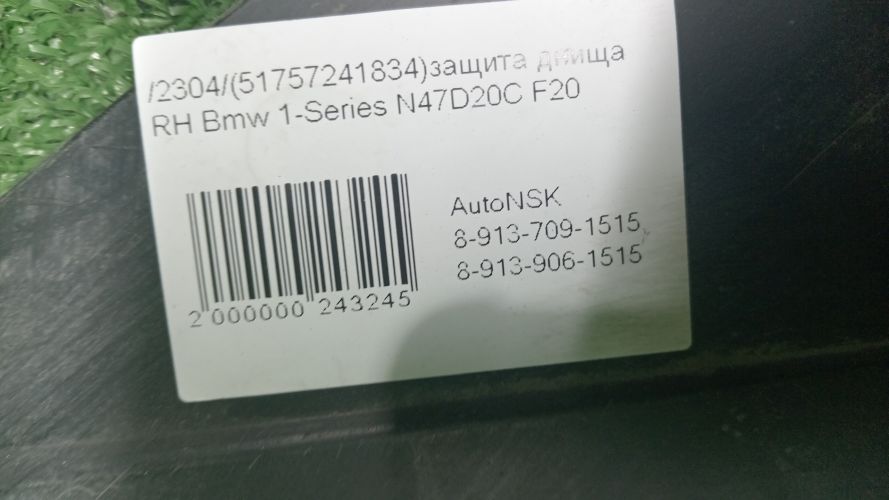 /2304/(51757241834)защита днища
RH Bmw 1-Series N47D20C F20
AutoNSK
8-913-709-1515,
8-913-906-1515
2 000000 243245